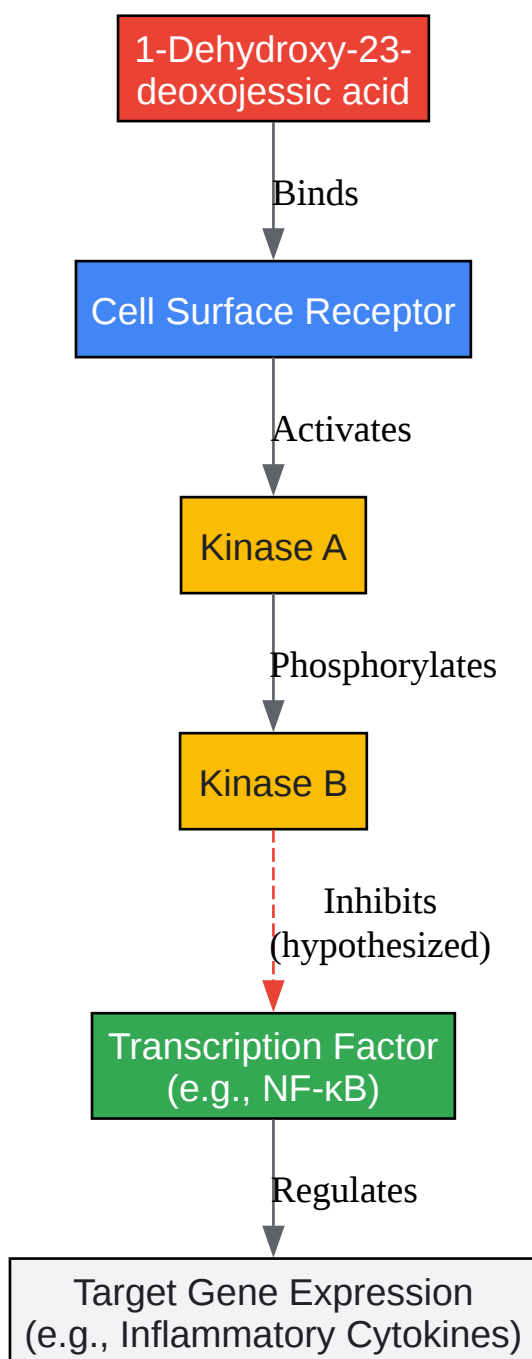 1-Dehydroxy-23-
deoxojessic acid
Binds
Cell Surface Receptor
Activates
Kinase A
Phosphorylates
Kinase B
Inhibits
(hypothesized)
Transcription Factor
(e.g., NF-κB)
Regulates
Target Gene Expression
(e.g., Inflammatory Cytokines)